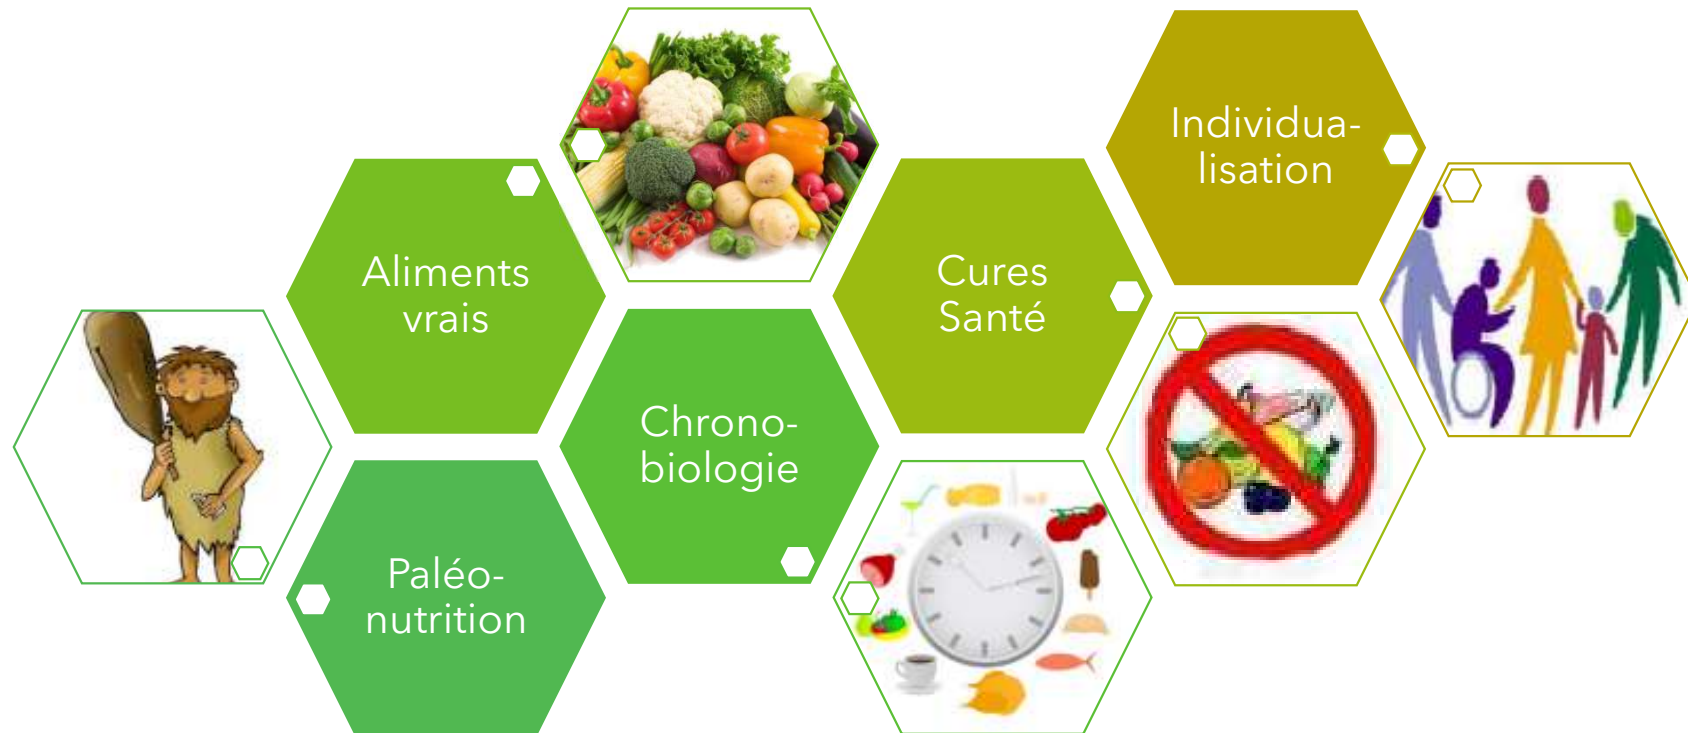 Aliments
vrais
Paléo-
nutrition
Chrono-
biologie
Cures
Santé
Individua-
lisation